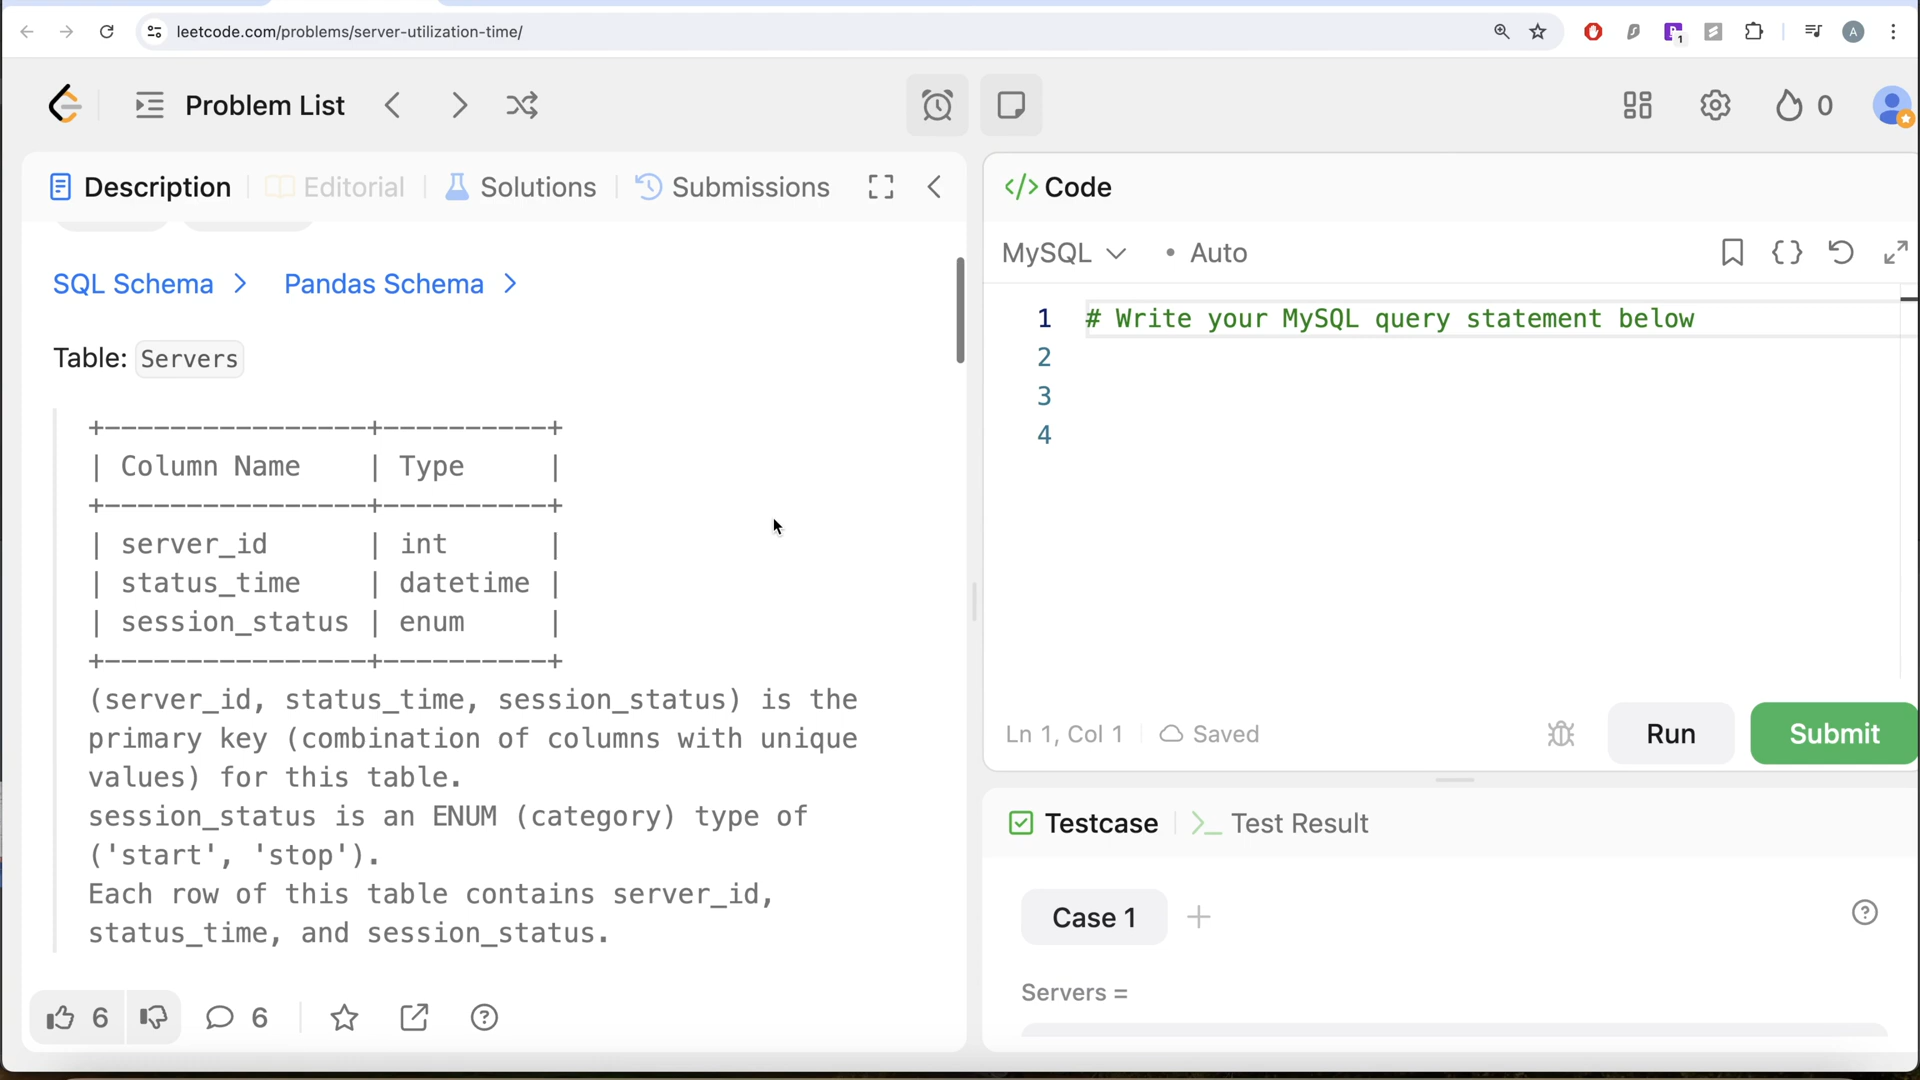 leetcode.com/problems/server-utilization-time/
1
A
Problem List
0
Description
Editorial
Solutions
Submissions
</> Code
MySQL
• Auto
SQL Schema >
Pandas Schema >
Table: Servers
+----------------+----------+
| Column Name    | Type     |
+----------------+----------+
| server_id      | int      |
| status_time    | datetime |
| session_status | enum     |
+----------------+----------+
(server_id, status_time, session_status) is the
primary key (combination of columns with unique
values) for this table.
session_status is an ENUM (category) type of
('start', 'stop').
Each row of this table contains server_id,
status_time, and session_status.
6
6
1 # Write your MySQL query statement below
2
3
4
Ln 1, Col 1
Saved
Run
Submit
Testcase
>_ Test Result
Case 1 +
Servers =